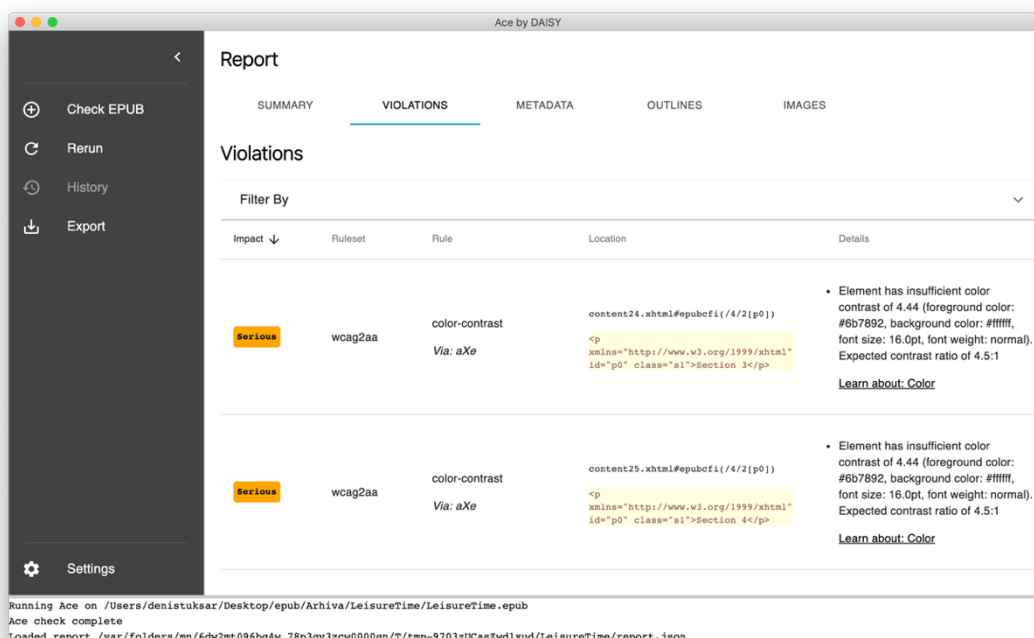 Ace by DAISY
Check EPUB
Rerun
History
Export
Settings
Report
SUMMARY VIOLATIONS METADATA OUTLINES IMAGES
Violations
Filter By
Impact Ruleset Rule Location Details
Serious
wcag2aa
color-contrast
Via: aXe
content24.xhtml#epubcfi(/4/2[p0])
<p
xmlns="http://www.w3.org/1999/xhtml"
id="p0" class="s1">Section 3</p>
• Element has insufficient color
contrast of 4.44 (foreground color:
#6b7892, background color: #ffffff,
font size: 16.0pt, font weight: normal).
Expected contrast ratio of 4.5:1
Learn about: Color
Serious
wcag2aa
color-contrast
Via: aXe
content25.xhtml#epubcfi(/4/2[p0])
<p
xmlns="http://www.w3.org/1999/xhtml"
id="p0" class="s1">Section 4</p>
• Element has insufficient color
contrast of 4.44 (foreground color:
#6b7892, background color: #ffffff,
font size: 16.0pt, font weight: normal).
Expected contrast ratio of 4.5:1
Learn about: Color
Running Ace on /Users/denistuksar/Desktop/epub/Arhiva/LeisureTime/LeisureTime.epub
Ace check complete
Loaded report